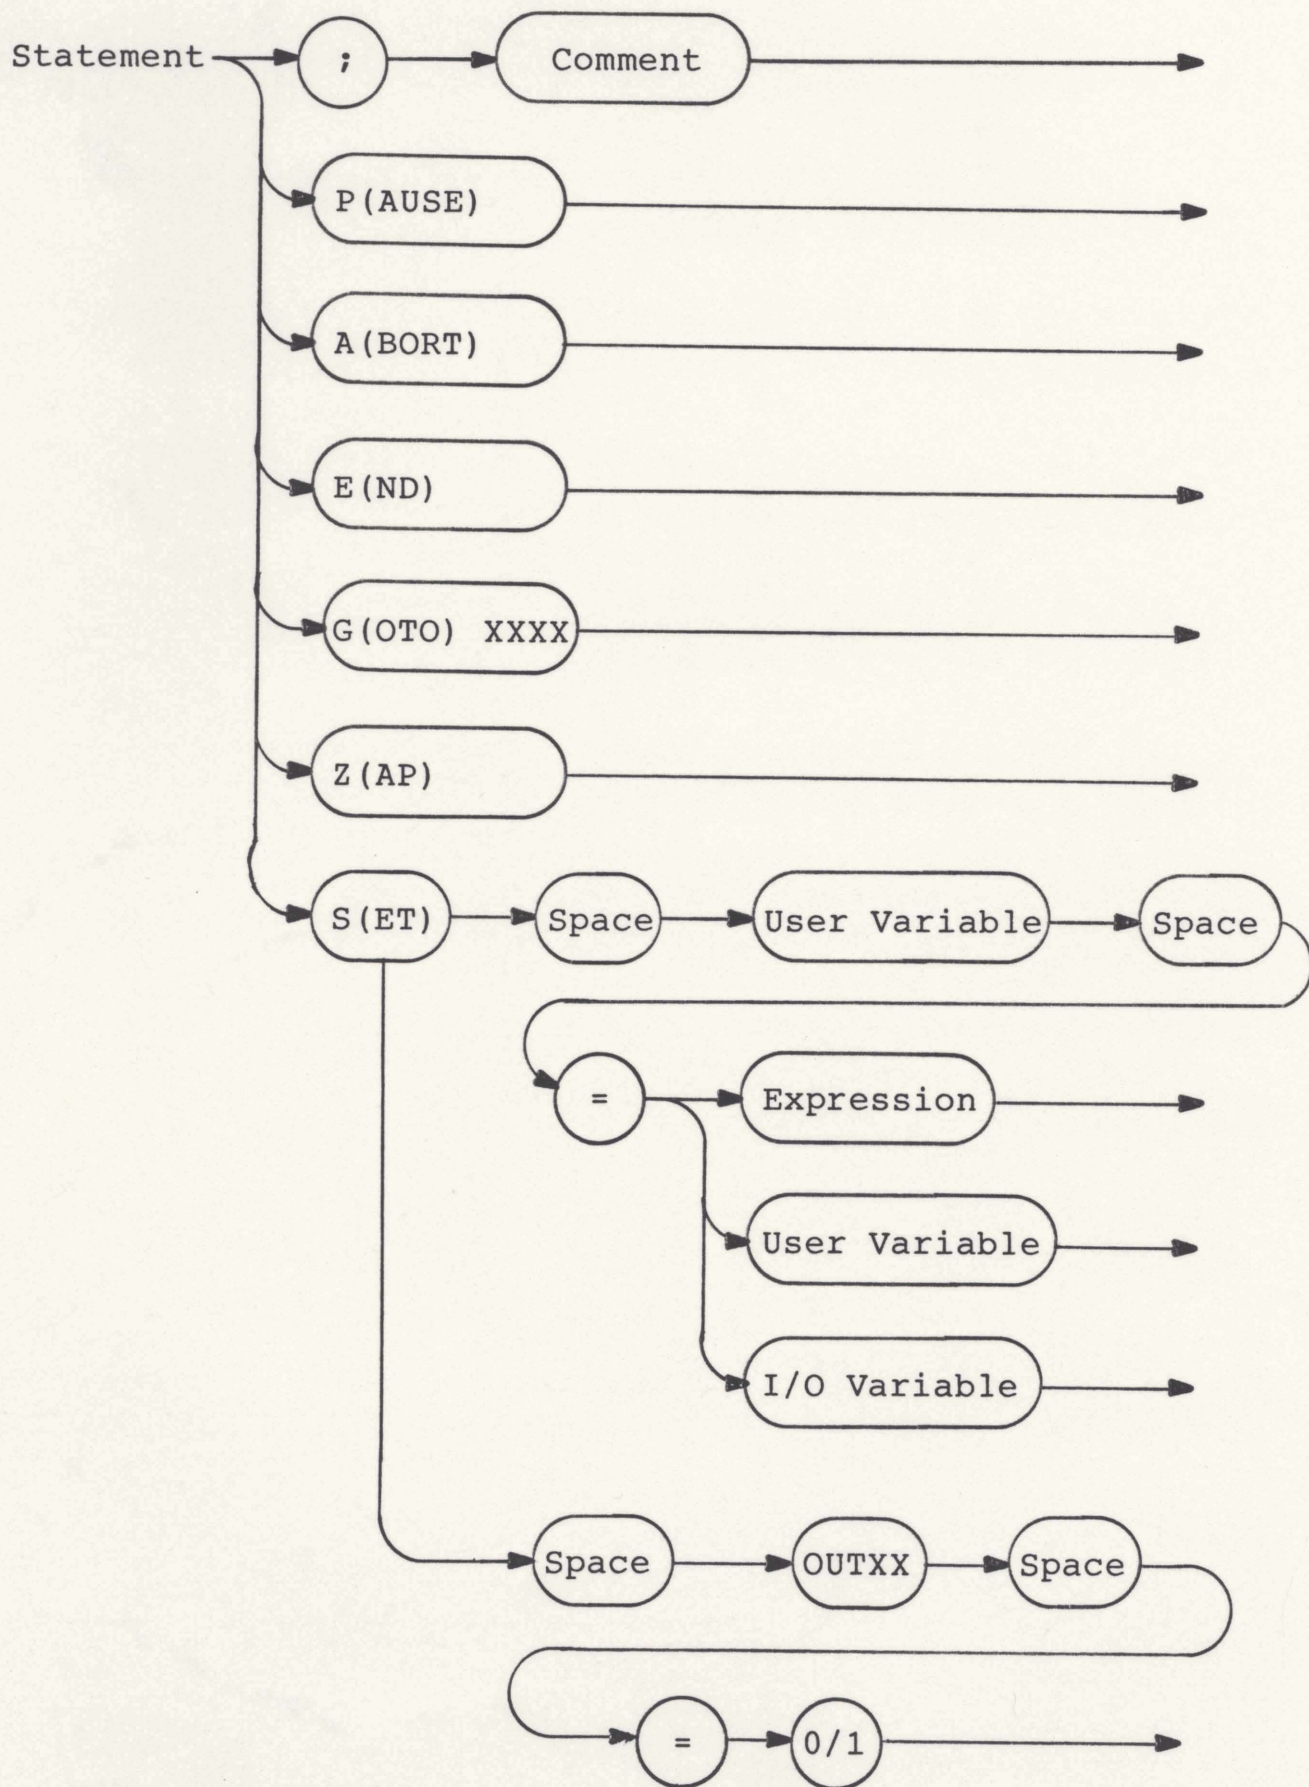 Statement ; Comment
P(AUSE)
A(BORT)
E(ND)
G(OTO) XXXX
Z(AP)
S(ET) Space User Variable Space
= Expression
User Variable
I/O Variable
Space OUTXX Space
= 0/1